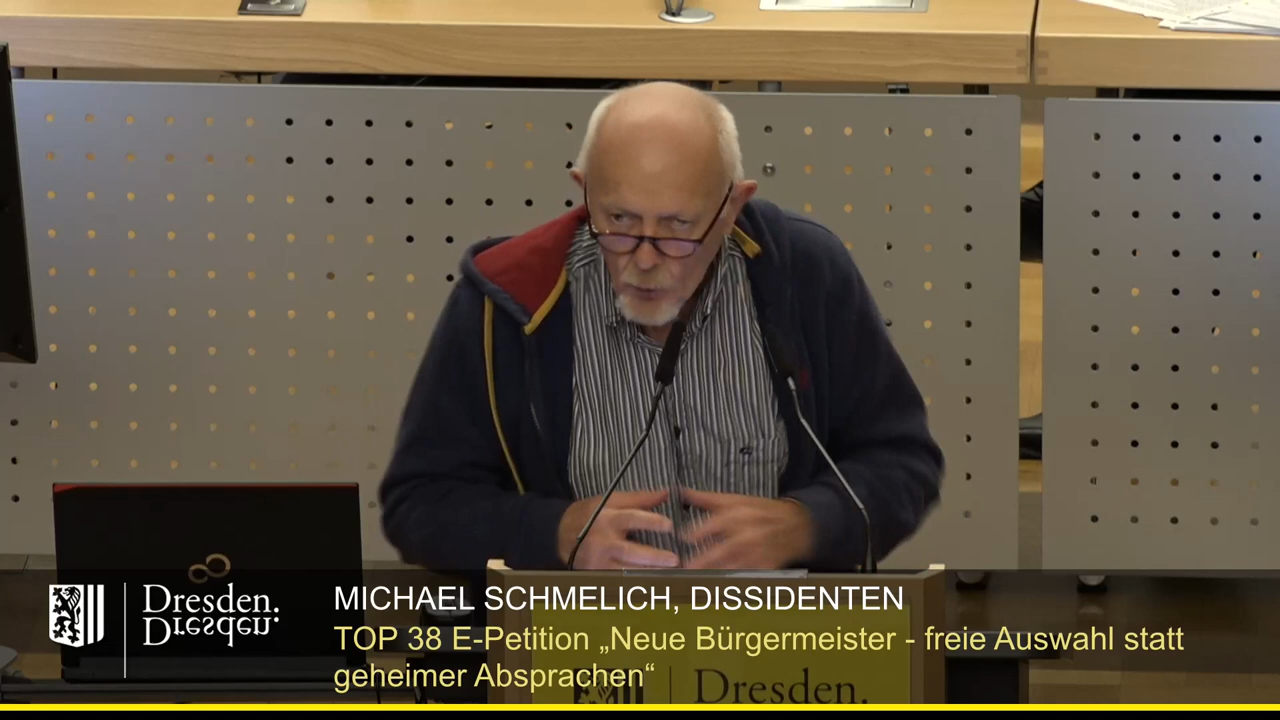 MICHAEL SCHMELICH, DISSIDENTEN
TOP 38 E-Petition „Neue Bürgermeister - freie Auswahl statt
geheimer Absprachen“
Dresden.
Dresden.
Dresden.